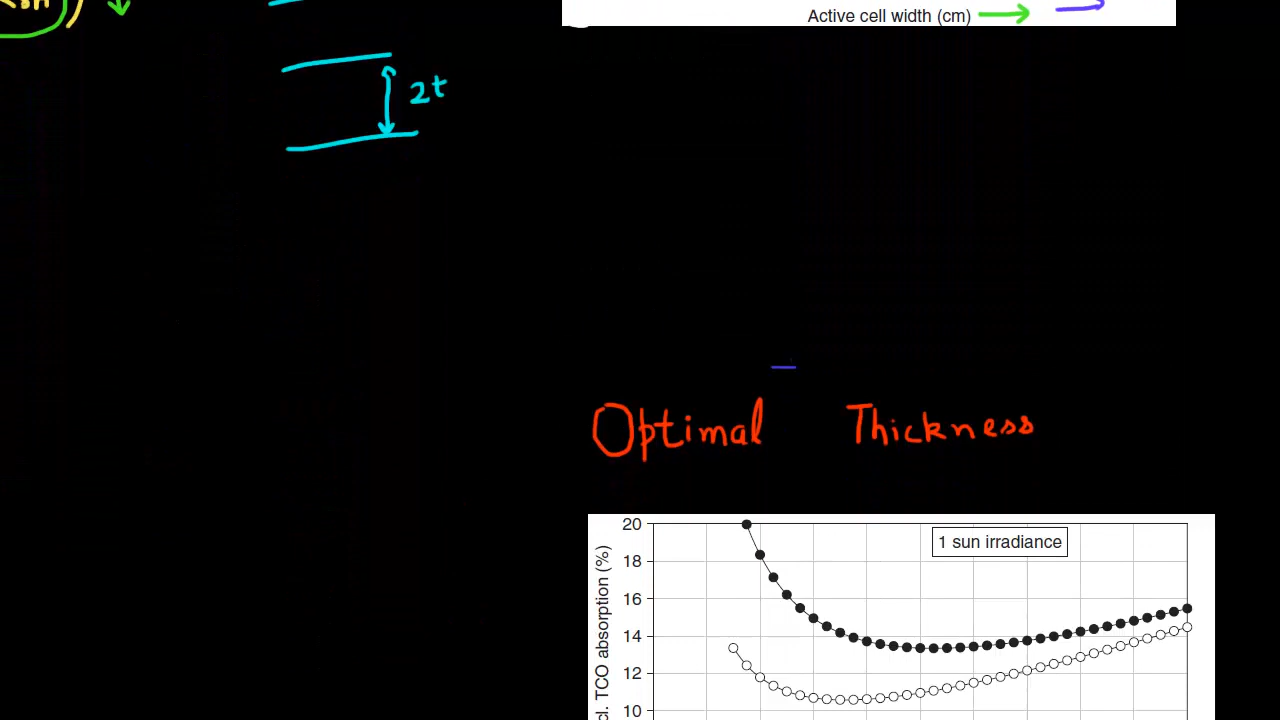 Active cell width (cm)
2t
Optimal Thickness
20
1 sun irradiance
18
16
14
12
10
TCO absorption (%)